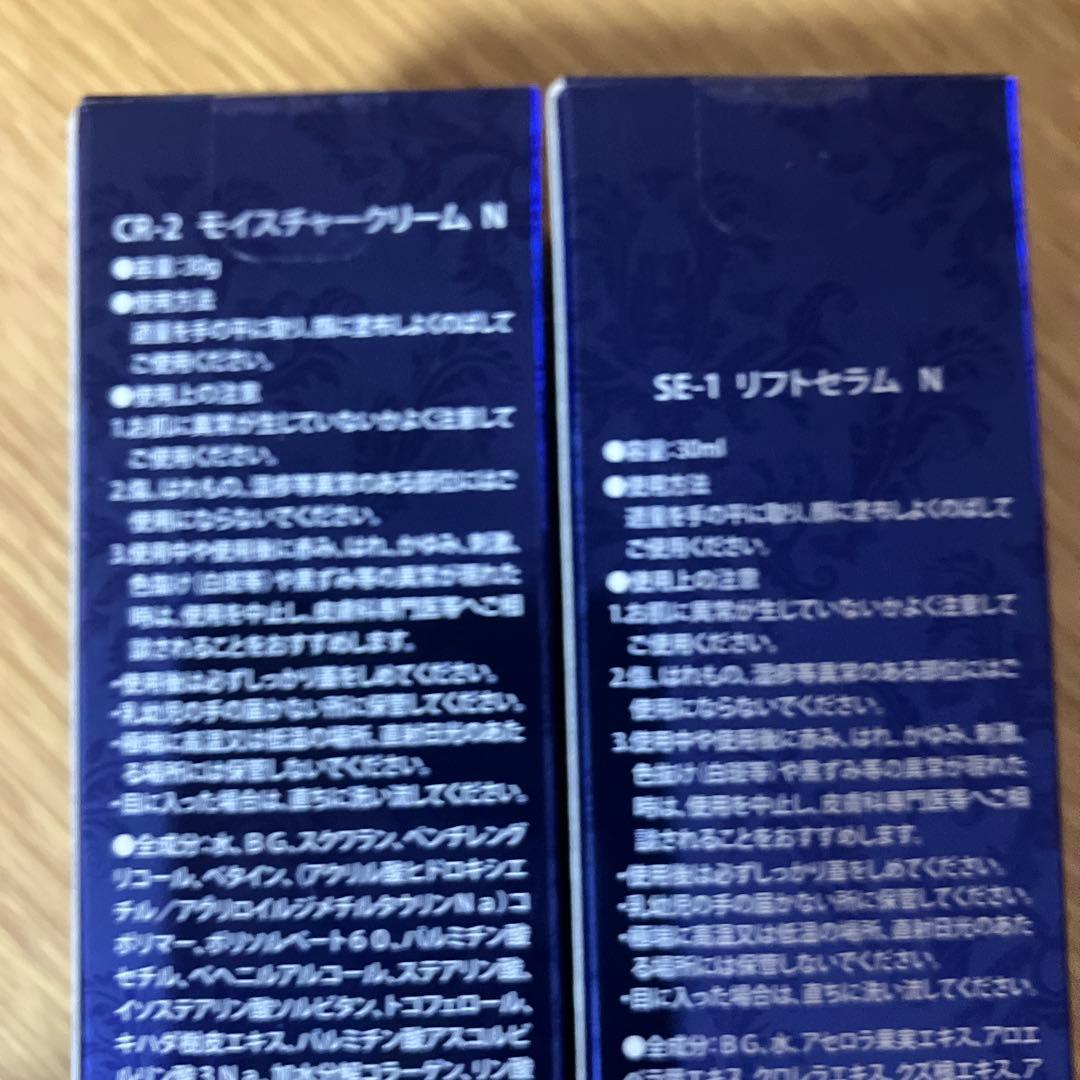 CR-2 モイスチャークリーム N
●容量:30g
●使用方法
適量を手の平に取り、顔に塗布しよくのばして
ご使用ください。
●使用上の注意
1.お肌に異常が生じていないかよく注意して
ご使用ください。
2.傷、はれもの、湿疹等異常のある部位にはご
使用にならないでください。
3.使用中や使用後に赤み、はれ、かゆみ、刺激、
色抜け(白斑等)や黒ずみ等の異常が現れた
時は、使用を中止し、皮膚科専門医等へご相
談されることをおすすめします。
・使用後は必ずしっかり蓋をしめてください。
・乳幼児の手の届かない所に保管してください。
・極端に高温又は低温の場所、直射日光のあた
る場所には保管しないでください。
・目に入った場合は、直ちに洗い流してください。
●全成分:水、BG、スクワラン、ペンチレング
リコール、ベタイン、(アクリル酸ヒドロキシエ
チル/アクリロイルジメチルタウリンNa)コ
ポリマー、ポリソルベート60、パルミチン酸
セチル、ベヘニルアルコール、ステアリン酸、
イソステアリン酸ソルビタン、トコフェロール、
キハダ樹皮エキス、パルミチン酸アスコルビ
ルリン酸3Na、加水分解コラーゲン、リン酸
SE-1 リフトセラム N
●容量:30ml
●使用方法
適量を手の平に取り、顔に塗布しよくのばして
ご使用ください。
●使用上の注意
1.お肌に異常が生じていないかよく注意して
ご使用ください。
2.傷、はれもの、湿疹等異常のある部位にはご
使用にならないでください。
3.使用中や使用後に赤み、はれ、かゆみ、刺激、
色抜け(白斑等)や黒ずみ等の異常が現れた
時は、使用を中止し、皮膚科専門医等へご相
談されることをおすすめします。
・使用後は必ずしっかり蓋をしめてください。
・乳幼児の手の届かない所に保管してください。
・極端に高温又は低温の場所、直射日光のあた
る場所には保管しないでください。
・目に入った場合は、直ちに洗い流してください。
●全成分:BG、水、アセロラ果実エキス、アロエ
ベラ葉エキス、クロレラエキス、クズ根エキス、ア